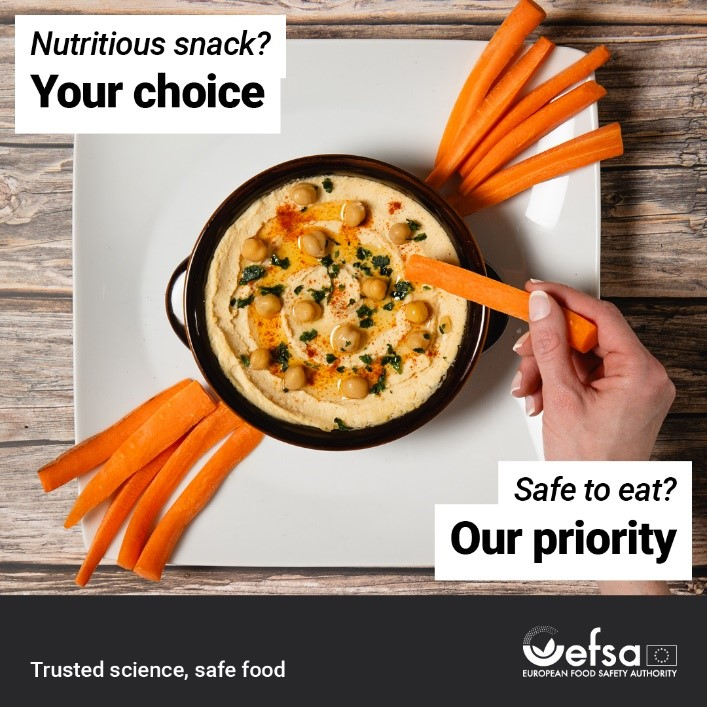 Nutritious snack?
Your choice
Safe to eat?
Our priority
Trusted science, safe food
efsa
EUROPEAN FOOD SAFETY AUTHORITY